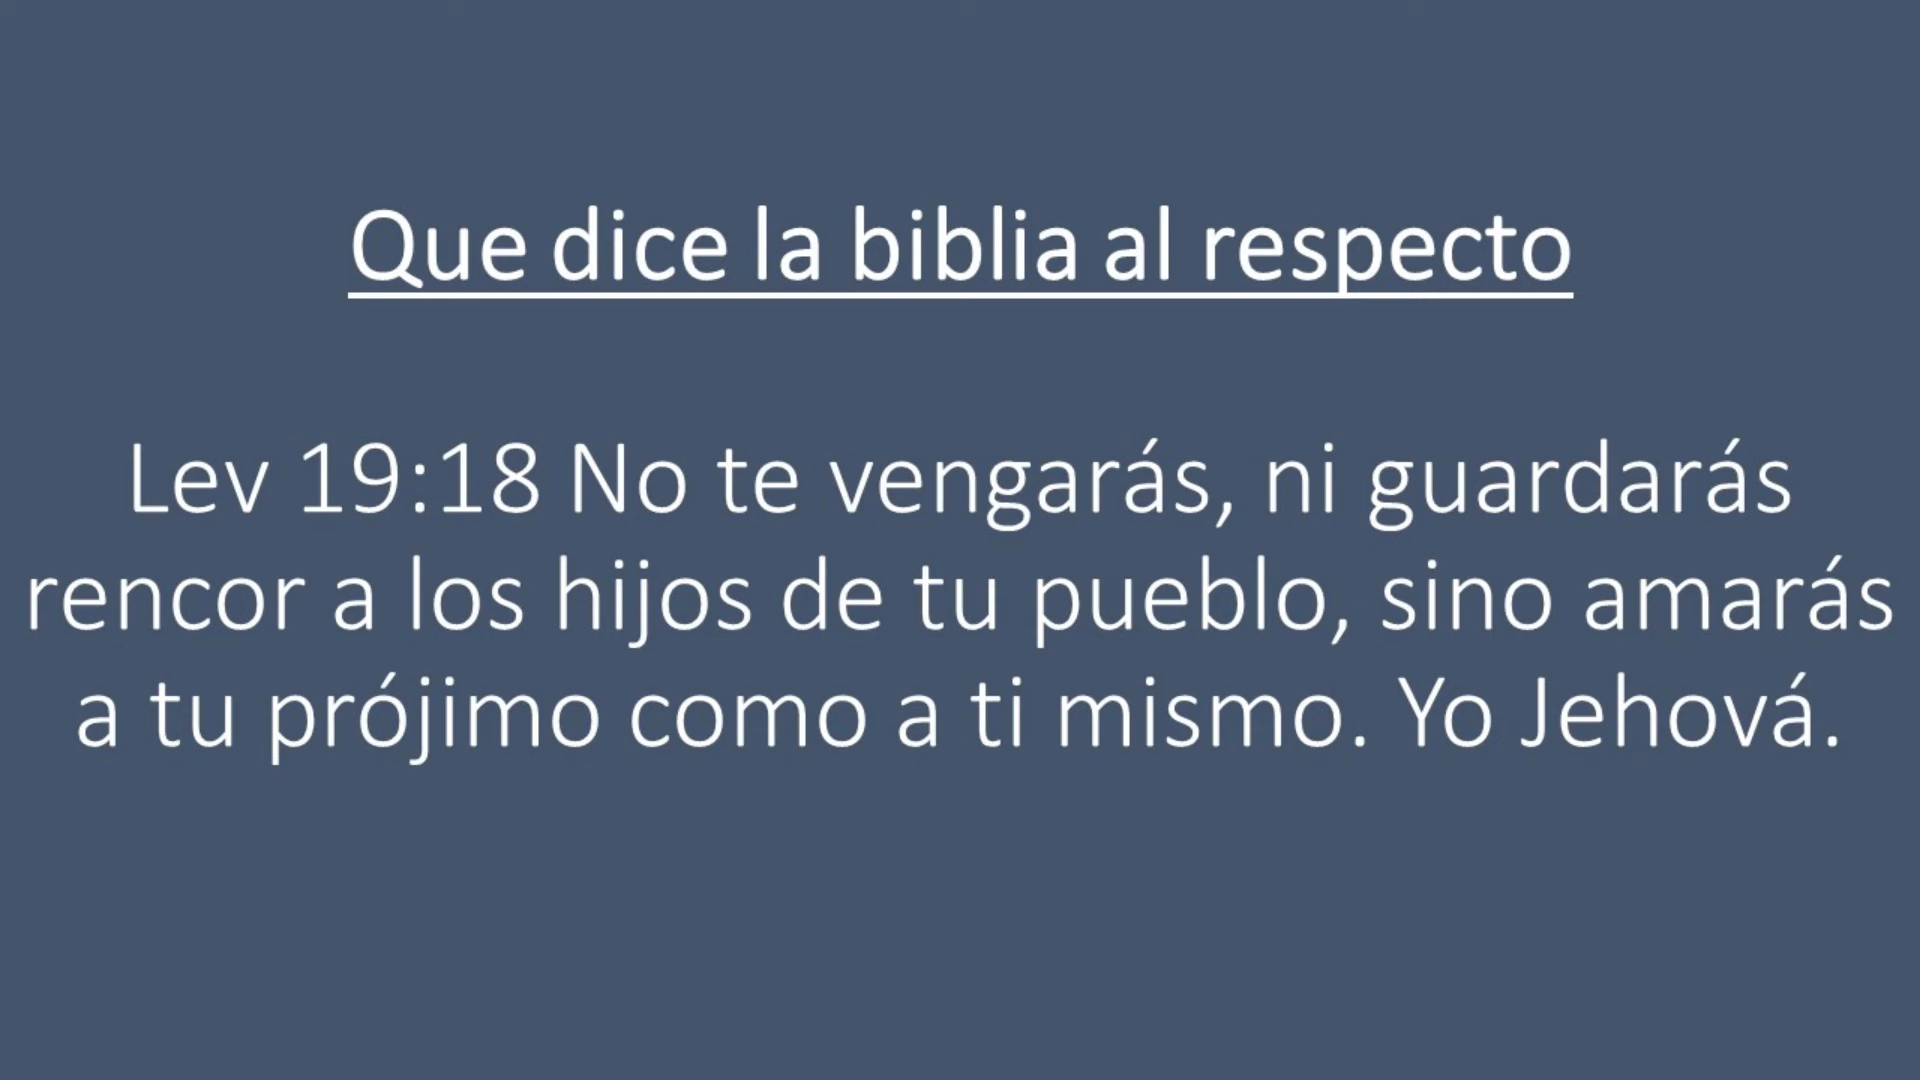 Que dice la biblia al respecto
Lev 19:18 No te vengarás, ni guardarás
rencor a los hijos de tu pueblo, sino amarás
a tu prójimo como a ti mismo. Yo Jehová.